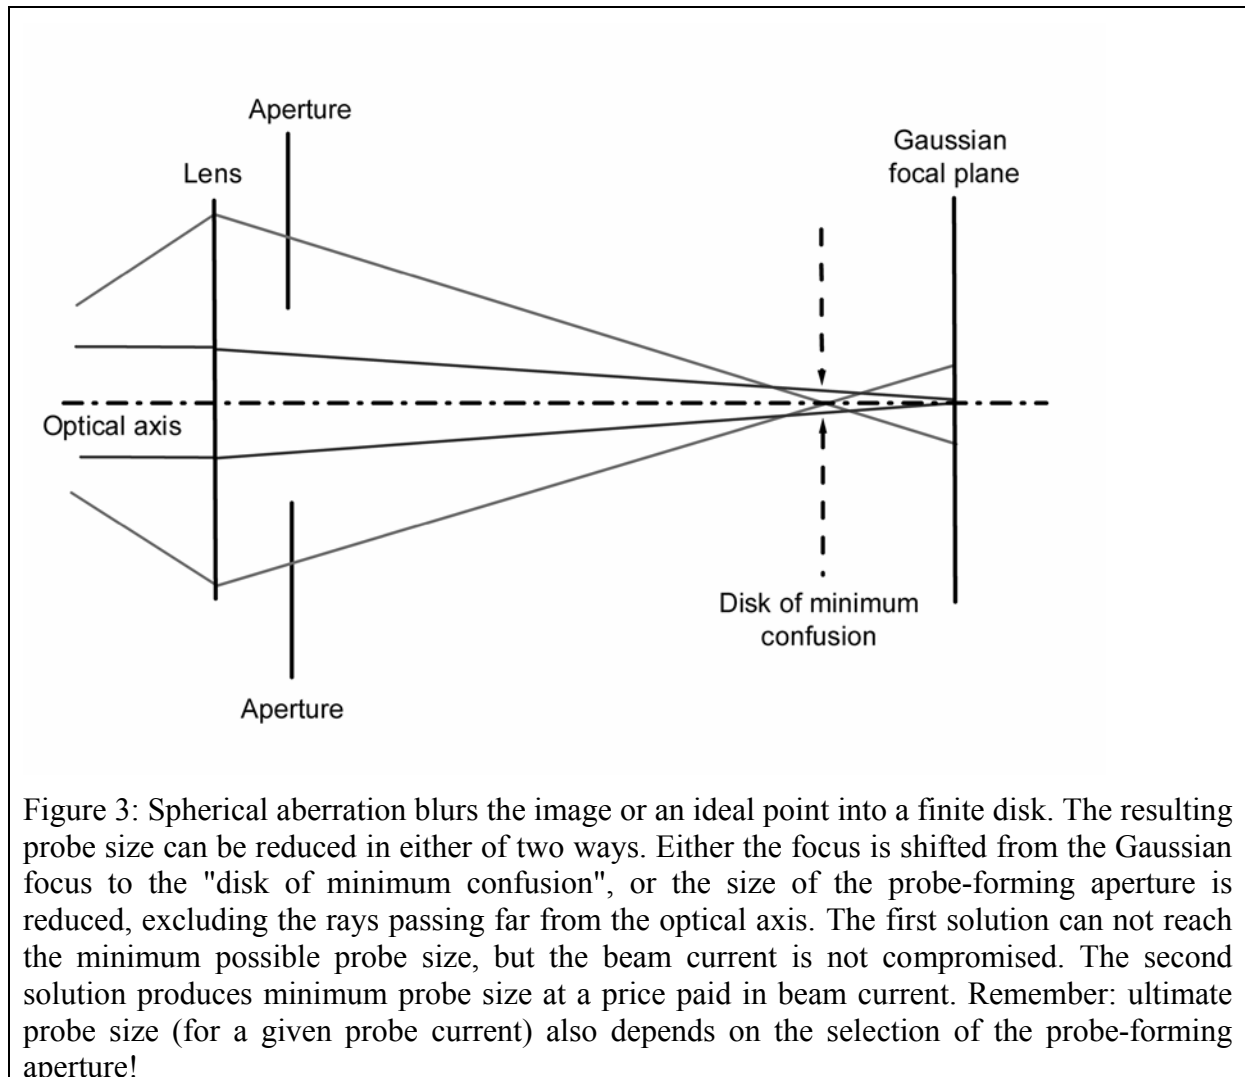 Aperture
Gaussian
focal plane
Lens
Optical axis
Disk of minimum
confusion
Aperture
Figure 3: Spherical aberration blurs the image or an ideal point into a finite disk. The resulting
probe size can be reduced in either of two ways. Either the focus is shifted from the Gaussian
focus to the "disk of minimum confusion", or the size of the probe-forming aperture is
reduced, excluding the rays passing far from the optical axis. The first solution can not reach
the minimum possible probe size, but the beam current is not compromised. The second
solution produces minimum probe size at a price paid in beam current. Remember: ultimate
probe size (for a given probe current) also depends on the selection of the probe-forming
aperture!